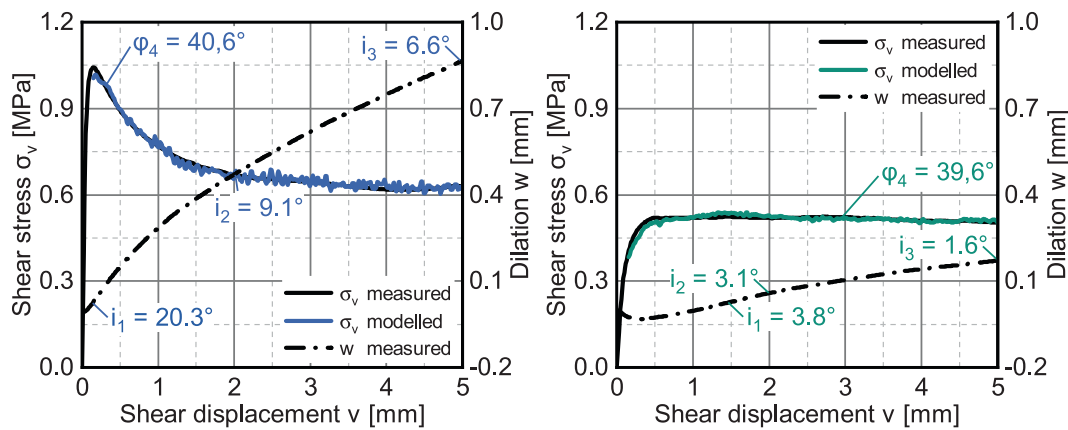 1.2
0.9
0.6
0.3
0.0
Shear stress σv [MPa]
φ4 = 40,6°
i3 = 6.6°
i2 = 9.1°
i1 = 20.3°
σv measured
σv modelled
w measured
1.0
0.7
0.4
0.1
-0.2
Dilation w [mm]
0 1 2 3 4 5
Shear displacement v [mm]
1.2
0.9
0.6
0.3
0.0
Shear stress σv [MPa]
σv measured
σv modelled
w measured
φ4 = 39,6°
i3 = 1.6°
i2 = 3.1°
i1 = 3.8°
1.0
0.7
0.4
0.1
-0.2
Dilation w [mm]
0 1 2 3 4 5
Shear displacement v [mm]